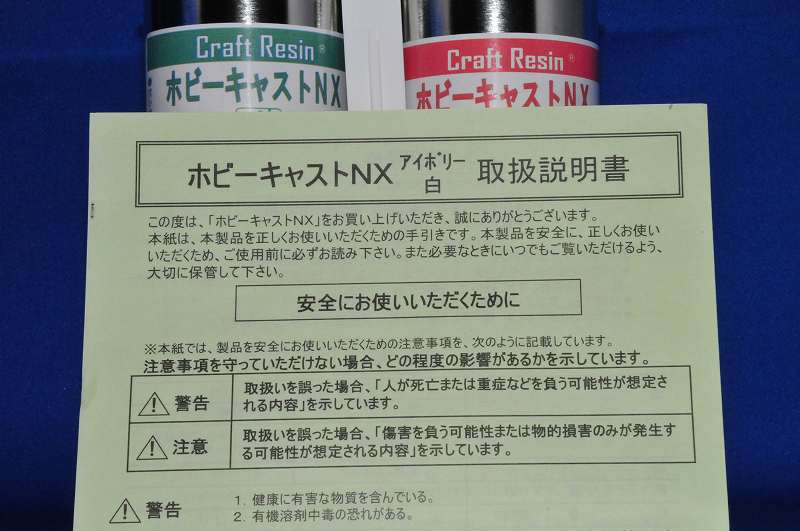 Craft Resin®
ホビーキャストNX
Craft Resin®
ホビーキャストNX
ホビーキャストNX アイボリー 白 取扱説明書
この度は、「ホビーキャストNX」をお買い上げいただき、誠にありがとうございます。
本紙は、本製品を正しくお使いいただくための手引きです。本製品を安全に、正しくお使い
いただくため、ご使用前に必ずお読み下さい。また必要なときにいつでもご覧いただけるよう、
大切に保管して下さい。
安全にお使いいただくために
※本紙では、製品を安全にお使いいただくための注意事項を、次のように記載しています。
注意事項を守っていただけない場合、どの程度の影響があるかを示しています。
警告
取扱いを誤った場合、「人が死亡または重症などを負う可能性が想定さ
れる内容」を示しています。
注意
取扱いを誤った場合、「傷害を負う可能性または物的損害のみが発生す
る可能性が想定される内容」を示しています。
警告
1. 健康に有害な物質を含んでいる。
2. 有機溶剤中毒の恐れがある。